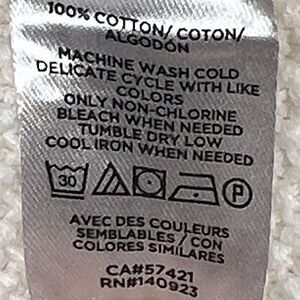 100% COTTON/ COTON/
ALGODÓN
MACHINE WASH COLD
DELICATE CYCLE WITH LIKE
COLORS
ONLY NON-CHLORINE
BLEACH WHEN NEEDED
TUMBLE DRY LOW
COOL IRON WHEN NEEDED
30 P
AVEC DES COULEURS
SEMBLABLES / CON
COLORES SIMILARES
CA#57421
RN#140923